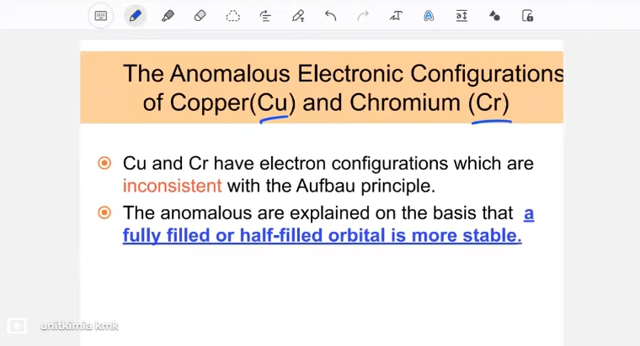 The Anomalous Electronic Configurations
of Copper(Cu) and Chromium (Cr)
Cu and Cr have electron configurations which are
inconsistent with the Aufbau principle.
The anomalous are explained on the basis that a
fully filled or half-filled orbital is more stable.
unitkimia kmk